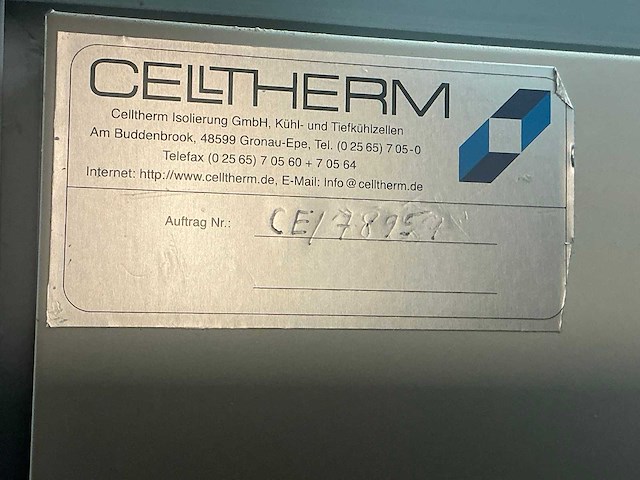 CELLTHERM
Celltherm Isolierung GmbH, Kühl- und Tiefkühlzellen
Am Buddenbrook, 48599 Gronau-Epe, Tel. (0 25 65) 7 05-0
Telefax (0 25 65) 7 05 60 + 7 05 64
Internet: http://www.celltherm.de, E-Mail: Info@celltherm.de
Auftrag Nr.: